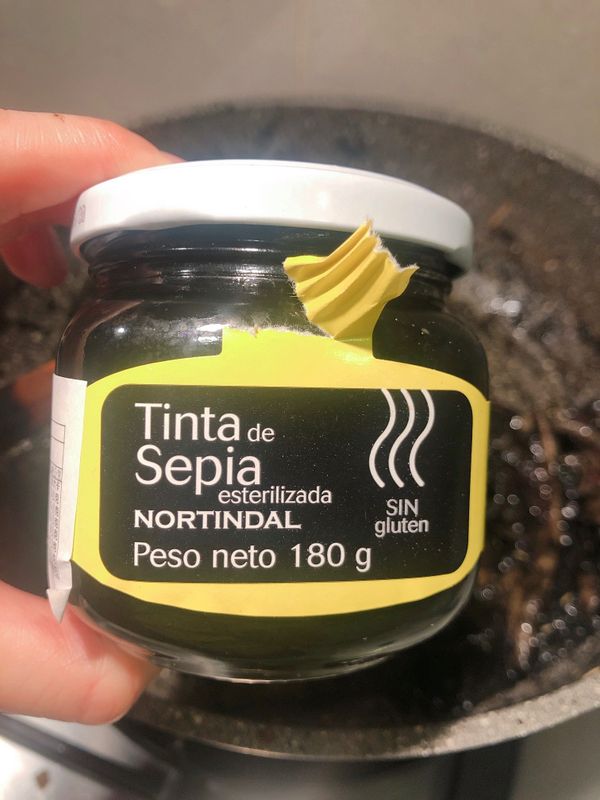 Tinta de
Sepia
esterilizada
NORTINDAL
Peso neto 180 g
SIN
gluten